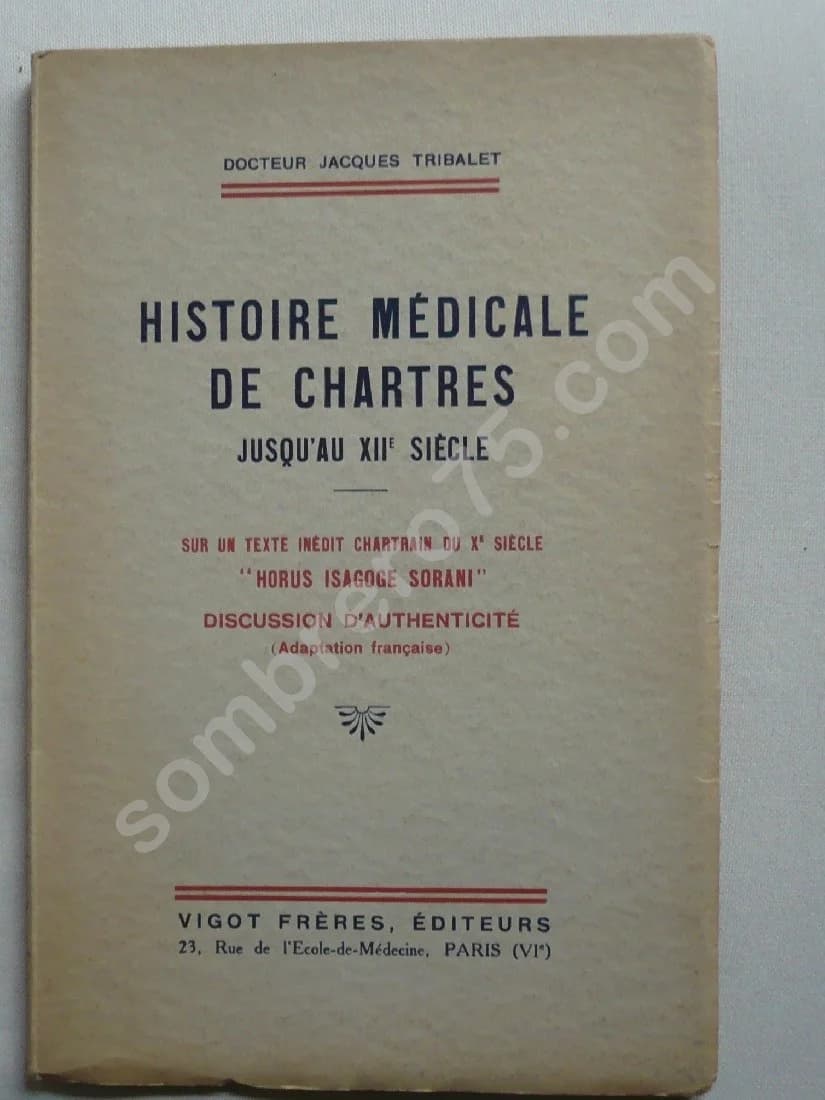 DOCTEUR JACQUES TRIBALET
HISTOIRE MÉDICALE
DE CHARTRES
JUSQU'AU XIIE SIÈCLE
SUR UN TEXTE INÉDIT CHARTRAIN DU Xe SIÈCLE
"HORUS ISAGOGE SORANI"
DISCUSSION D'AUTHENTICITÉ
(Adaptation française)
VIGOT FRÈRES, ÉDITEURS
23, Rue de l'Ecole-de-Médecine, PARIS (VIe)
sombrero75.com